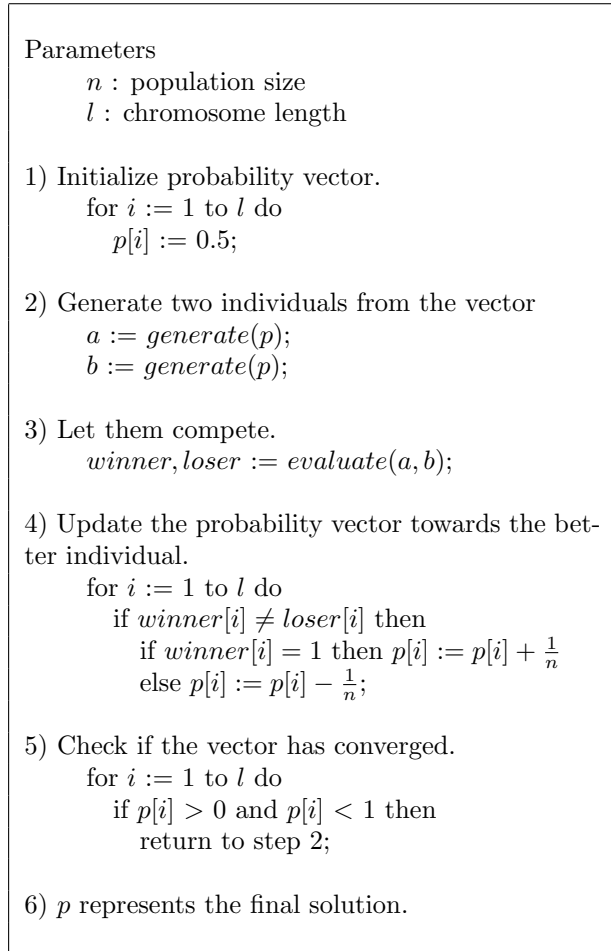 Parameters
n : population size
l : chromosome length
1) Initialize probability vector.
for i := 1 to l do
p[i] := 0.5;
2) Generate two individuals from the vector
a := generate(p);
b := generate(p);
3) Let them compete.
winner, loser := evaluate(a, b);
4) Update the probability vector towards the bet-
ter individual.
for i := 1 to l do
if winner[i] ≠ loser[i] then
if winner[i] = 1 then p[i] := p[i] + 1/n
else p[i] := p[i] − 1/n;
5) Check if the vector has converged.
for i := 1 to l do
if p[i] > 0 and p[i] < 1 then
return to step 2;
6) p represents the final solution.